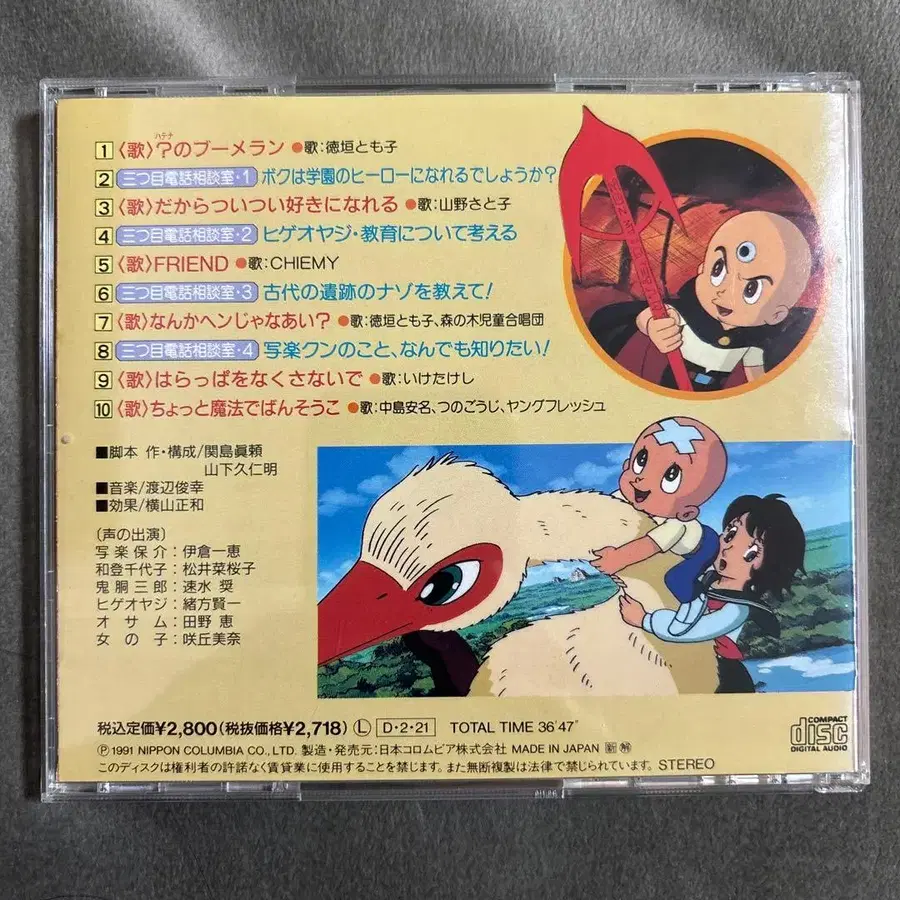 1 〈歌〉?のブーメラン ●歌:徳垣とも子
ハテナ
2 三つ目電話相談室・1 ボクは学園のヒーローになれるでしょうか?
3 〈歌〉だからついつい好きになれる ●歌:山野さと子
4 三つ目電話相談室・2 ヒゲオヤジ・教育について考える
5 〈歌〉FRIEND ●歌:CHIEMY
6 三つ目電話相談室・3 古代の遺跡のナゾを教えて!
7 〈歌〉なんかヘンじゃなあい? ●歌:徳垣とも子、森の木児童合唱団
8 三つ目電話相談室・4 写楽クンのこと、なんでも知りたい!
9 〈歌〉はらっぱをなくさないで ●歌:いけたけし
10 〈歌〉ちょっと魔法でばんそうこ ●歌:中島安名、つのごうじ、ヤングフレッシュ
■脚本 作・構成/関島眞頼
山下久仁明
■音楽/渡辺俊幸
■効果/横山正和
〔声の出演〕
写楽保介:伊倉一恵
和登千代子:松井菜桜子
鬼胴三郎:速水 奨
ヒゲオヤジ:緒方賢一
オサム:田野 恵
女の子:咲丘美奈
税込定価¥2,800(税抜価格¥2,718) Ⓛ D・2・21 TOTAL TIME 36'47"
Ⓟ 1991 NIPPON COLUMBIA CO., LTD. 製造・発売元:日本コロムビア株式会社 MADE IN JAPAN
このディスクは権利者の許諾なく賃貸業に使用することを禁じます。また無断複製は法律で禁じられています。 STEREO
COMPACT
disc
DIGITAL AUDIO